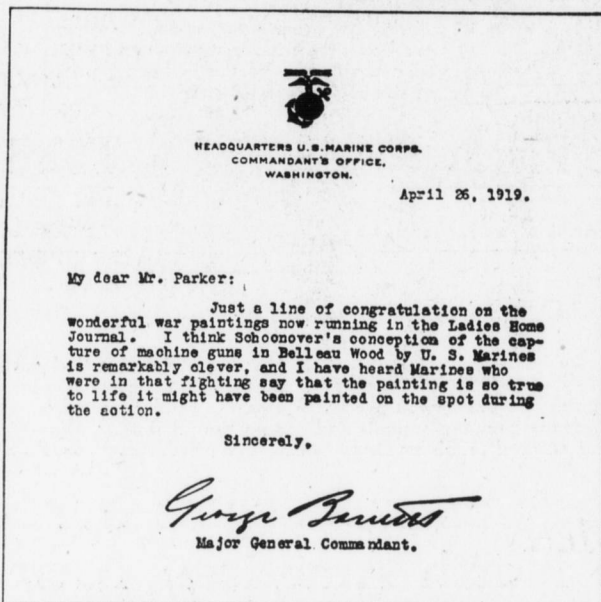 HEADQUARTERS U.S. MARINE CORPS.
COMMANDANT'S OFFICE,
WASHINGTON.
April 26, 1919.
My dear Mr. Parker:
Just a line of congratulation on the
wonderful war paintings now running in the Ladies Home
Journal. I think Schoonover's conception of the cap-
ture of machine guns in Belleau Wood by U. S. Marines
is remarkably clever, and I have heard Marines who
were in that fighting say that the painting is so true
to life it might have been painted on the spot during
the action.
Sincerely,
George Barnett
Major General Commandant.